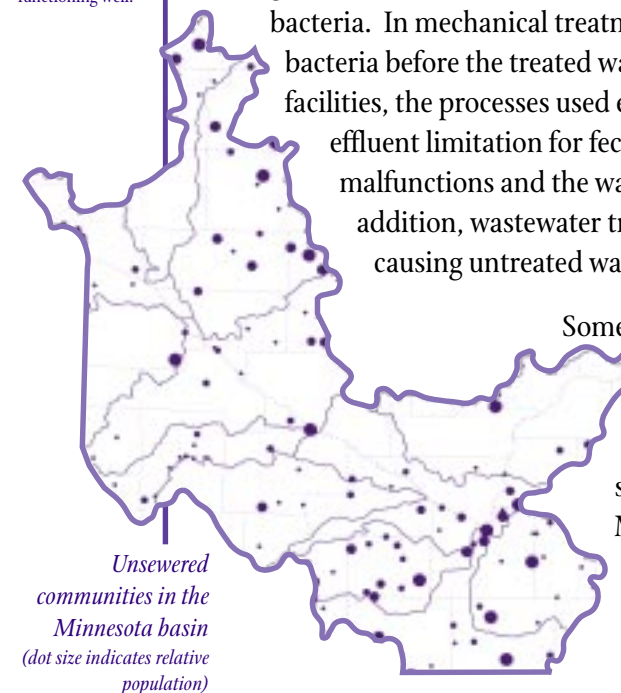 functioning well.
bacteria. In mechanical treatm
bacteria before the treated wa
facilities, the processes used e
effluent limitation for fec
malfunctions and the wa
addition, wastewater tr
causing untreated wa
Some
s
M
Unsewered
communities in the
Minnesota basin
(dot size indicates relative
population)